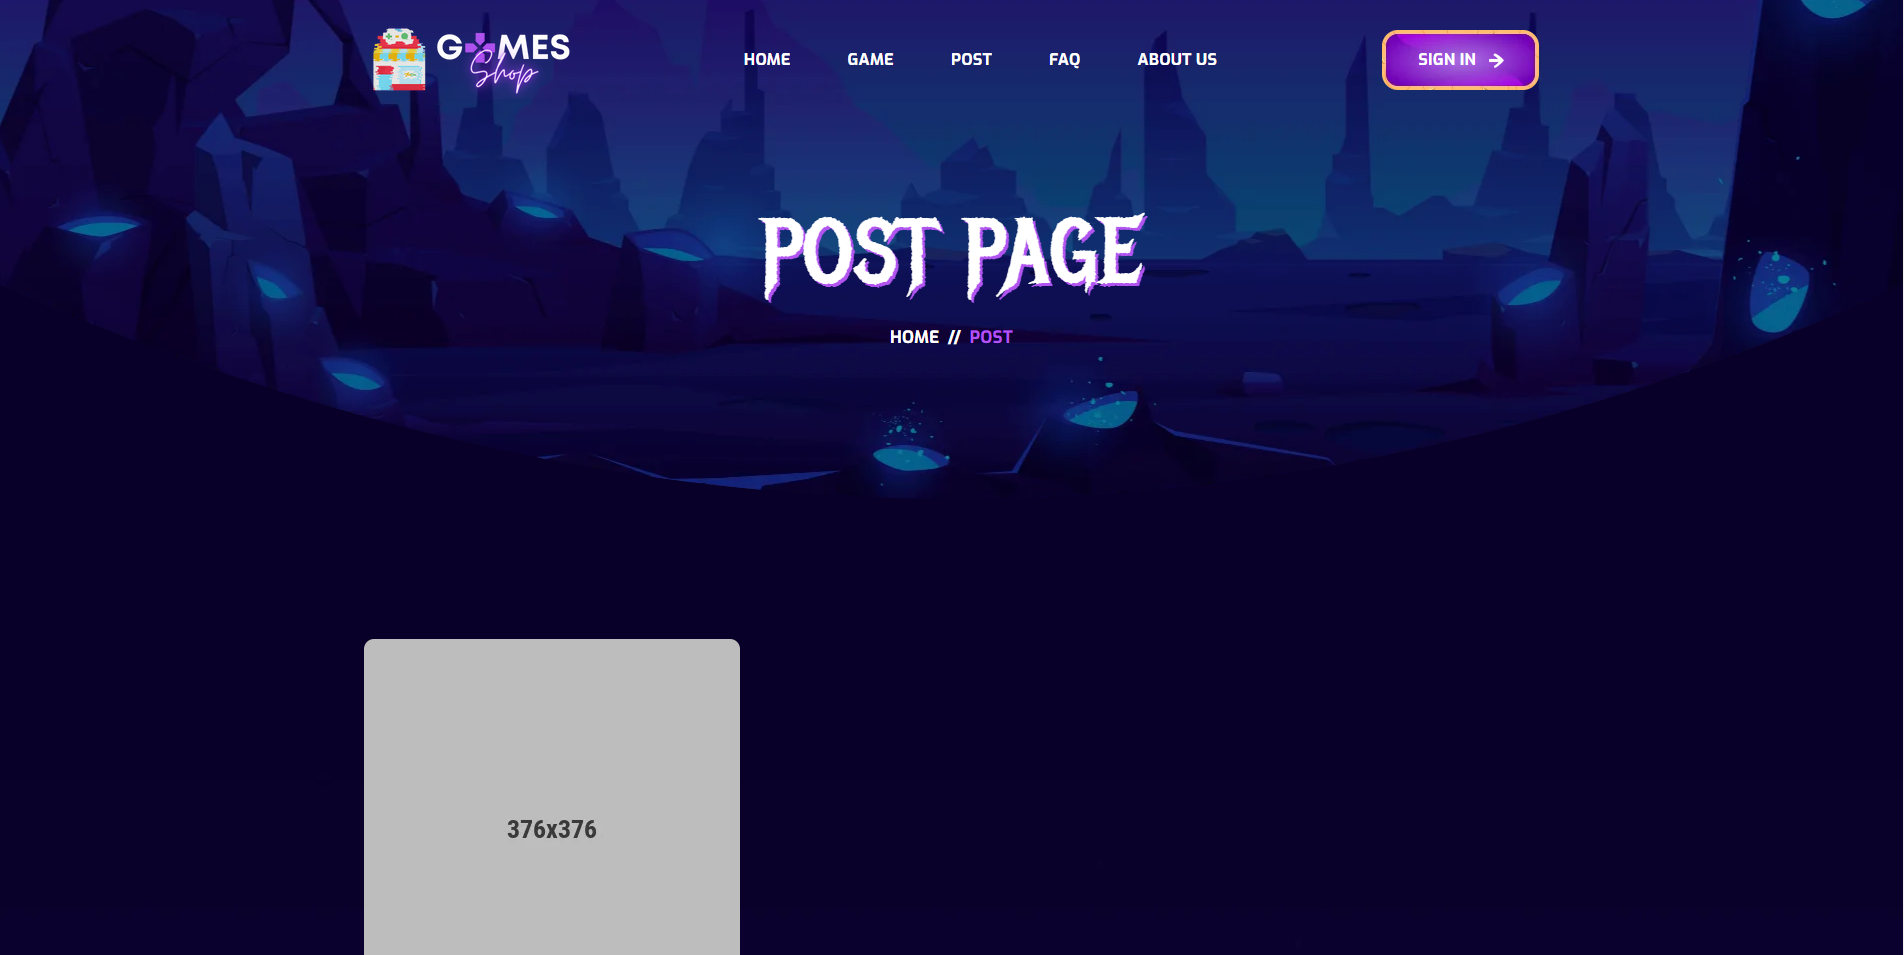 GAMES
Shop
HOME
GAME
POST
FAQ
ABOUT US
SIGN IN
POST PAGE
HOME // POST
376x376